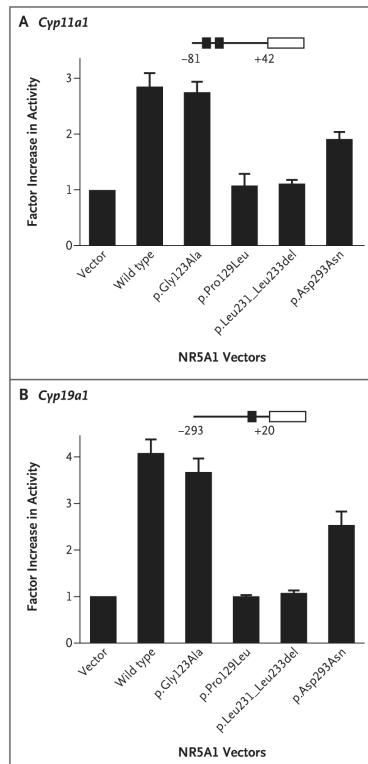 A Cyp11a1
−81
+42
3
2
1
0
Factor Increase in Activity
Vector
Wild type
p.Gly123Ala
p.Pro129Leu
p.Leu231_Leu233del
p.Asp293Asn
NR5A1 Vectors
B Cyp19a1
−293
+20
4
3
2
1
0
Factor Increase in Activity
Vector
Wild type
p.Gly123Ala
p.Pro129Leu
p.Leu231_Leu233del
p.Asp293Asn
NR5A1 Vectors